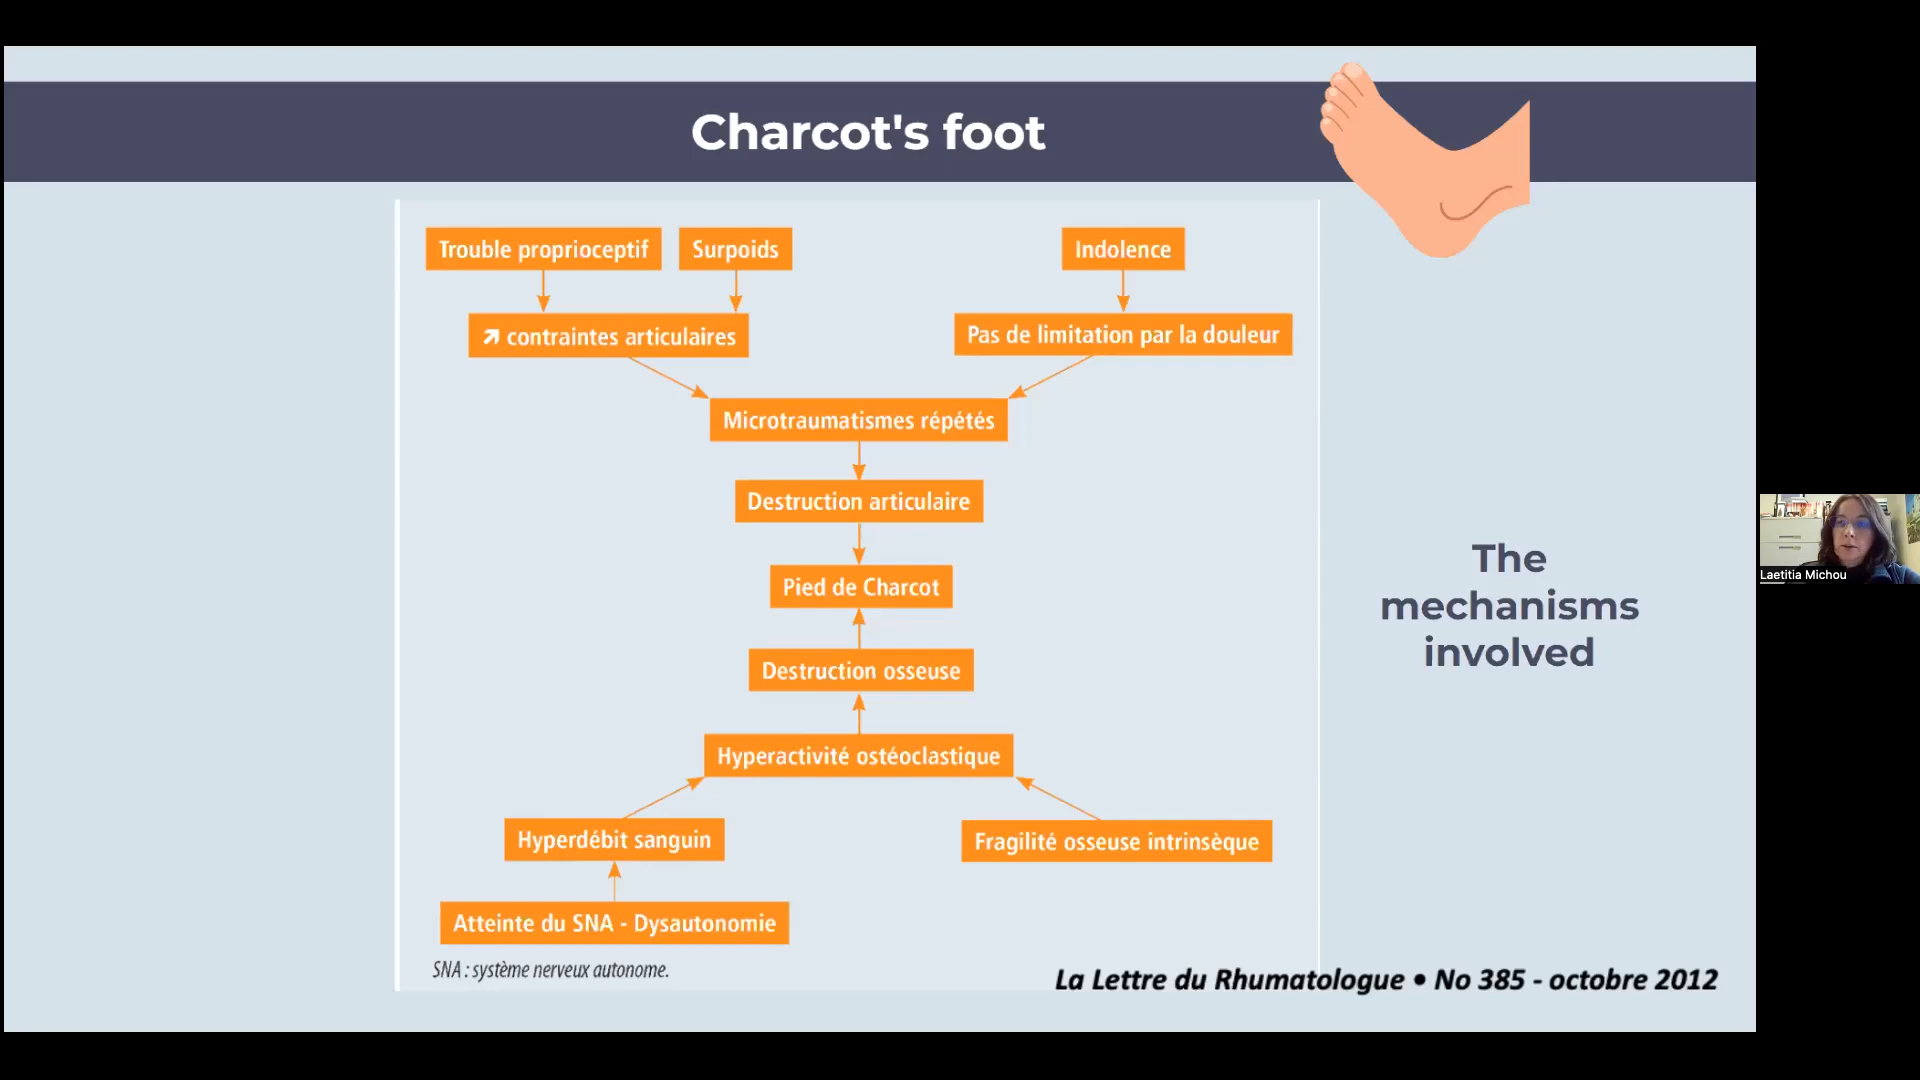 Charcot's foot
Trouble proprioceptif
Surpoids
Indolence
↗ contraintes articulaires
Pas de limitation par la douleur
Microtraumatismes répétés
Destruction articulaire
Pied de Charcot
Destruction osseuse
Hyperactivité ostéoclastique
Hyperdébit sanguin
Fragilité osseuse intrinsèque
Atteinte du SNA - Dysautonomie
SNA : système nerveux autonome.
La Lettre du Rhumatologue • No 385 - octobre 2012
The
mechanisms
involved
Laetitia Michou